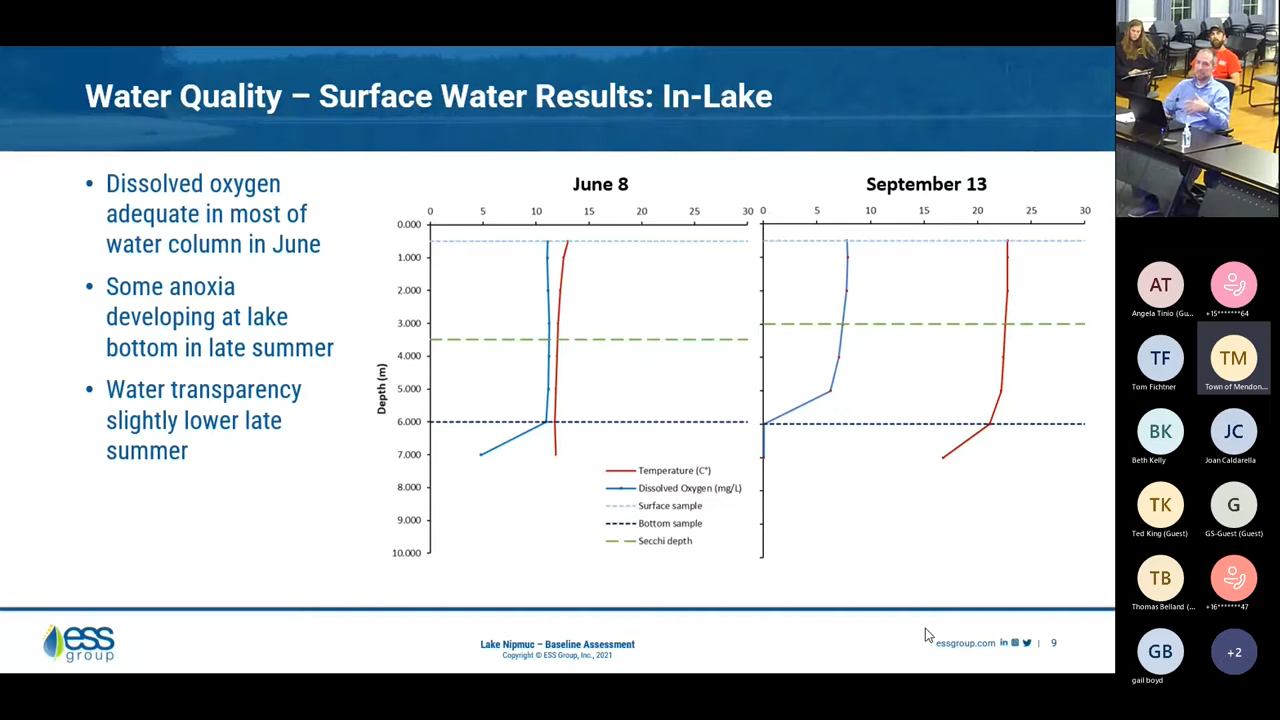 Water Quality – Surface Water Results: In-Lake
• Dissolved oxygen
adequate in most of
water column in June
• Some anoxia
developing at lake
bottom in late summer
• Water transparency
slightly lower late
summer
June 8
0 5 10 15 20 25 30
Depth (m)
0.000
1.000
2.000
3.000
4.000
5.000
6.000
7.000
8.000
9.000
10.000
Temperature (C°)
Dissolved Oxygen (mg/L)
Surface sample
Bottom sample
Secchi depth
September 13
0 5 10 15 20 25 30
ess
group
Lake Nipmuc – Baseline Assessment
Copyright © ESS Group, Inc., 2021
essgroup.com | 9
AT
Angela Tinio (Gu...
+15*******64
TF
Tom Fichtner
TM
Town of Mendon...
BK
Beth Kelly
JC
Joan Caldarella
TK
Ted King (Guest)
G
GS-Guest (Guest)
TB
Thomas Belland (...
+16*******47
GB
gail boyd
+2